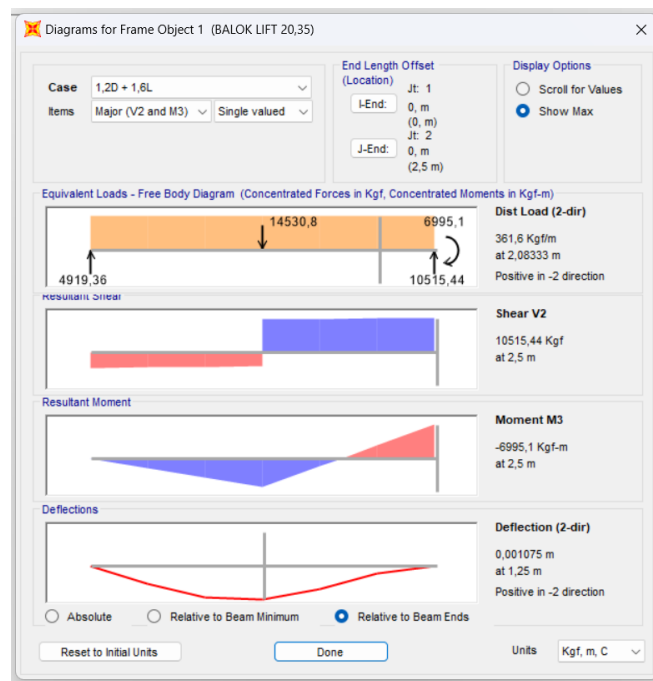 Diagrams for Frame Object 1 (BALOK LIFT 20,35)
Case 1,2D + 1,6L
Items Major (V2 and M3) Single valued
End Length Offset
(Location)
Jt: 1
I-End: 0, m
(0, m)
Jt: 2
J-End: 0, m
(2,5 m)
Display Options
Scroll for Values
Show Max
Equivalent Loads - Free Body Diagram (Concentrated Forces in Kgf, Concentrated Moments in Kgf-m)
14530,8 6995,1
4919,36 10515,44
Dist Load (2-dir)
361,6 Kgf/m
at 2,08333 m
Positive in -2 direction
Resultant Shear
Shear V2
10515,44 Kgf
at 2,5 m
Resultant Moment
Moment M3
-6995,1 Kgf-m
at 2,5 m
Deflections
Deflection (2-dir)
0,001075 m
at 1,25 m
Positive in -2 direction
Absolute Relative to Beam Minimum Relative to Beam Ends
Reset to Initial Units Done Units Kgf, m, C